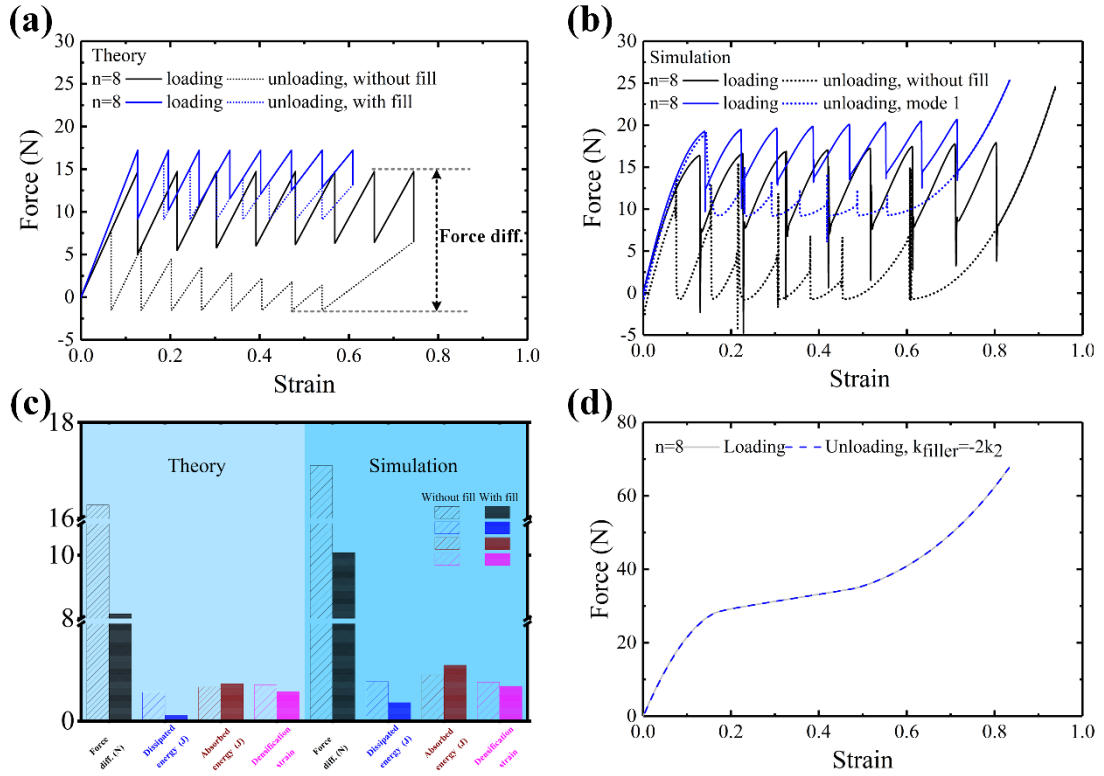 (a)
Force (N)
30
25
20
15
10
5
0
-5
Theory
n=8 loading unloading, without fill
n=8 loading unloading, with fill
Force diff.
0.0 0.2 0.4 0.6 0.8 1.0
Strain
(b)
Force (N)
30
25
20
15
10
5
0
-5
Simulation
n=8 loading unloading, without fill
n=8 loading unloading, mode 1
0.0 0.2 0.4 0.6 0.8 1.0
Strain
(c)
18
16
10
8
0
Theory
Simulation
Without fill With fill
Force
diff. (N)
Dissipated
energy (J)
Absorbed
energy (J)
Densification
strain
Force
diff. (N)
Dissipated
energy (J)
Absorbed
energy (J)
Densification
strain
(d)
Force (N)
80
60
40
20
0
n=8 Loading Unloading, kfiller=-2k2
0.0 0.2 0.4 0.6 0.8 1.0
Strain